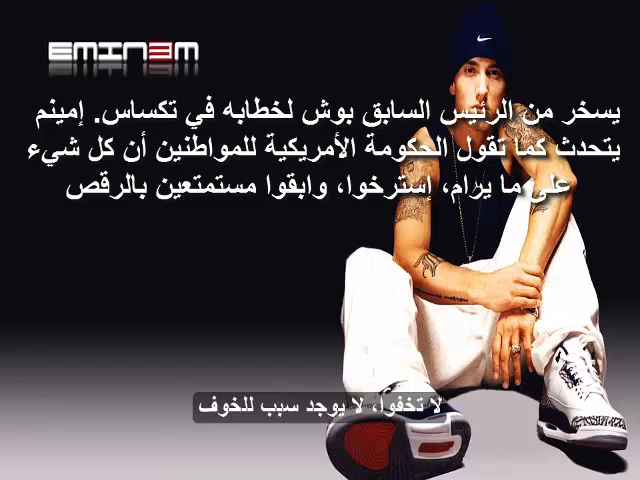 EMINEM
يسخر من الرئيس السابق بوش لخطابه في تكساس. إمينم
يتحدث كما تقول الحكومة الأمريكية للمواطنين أن كل شيء
على ما يرام، إسترخوا، وابقوا مستمتعين بالرقص
لا تخفوا، لا يوجد سبب للخوف